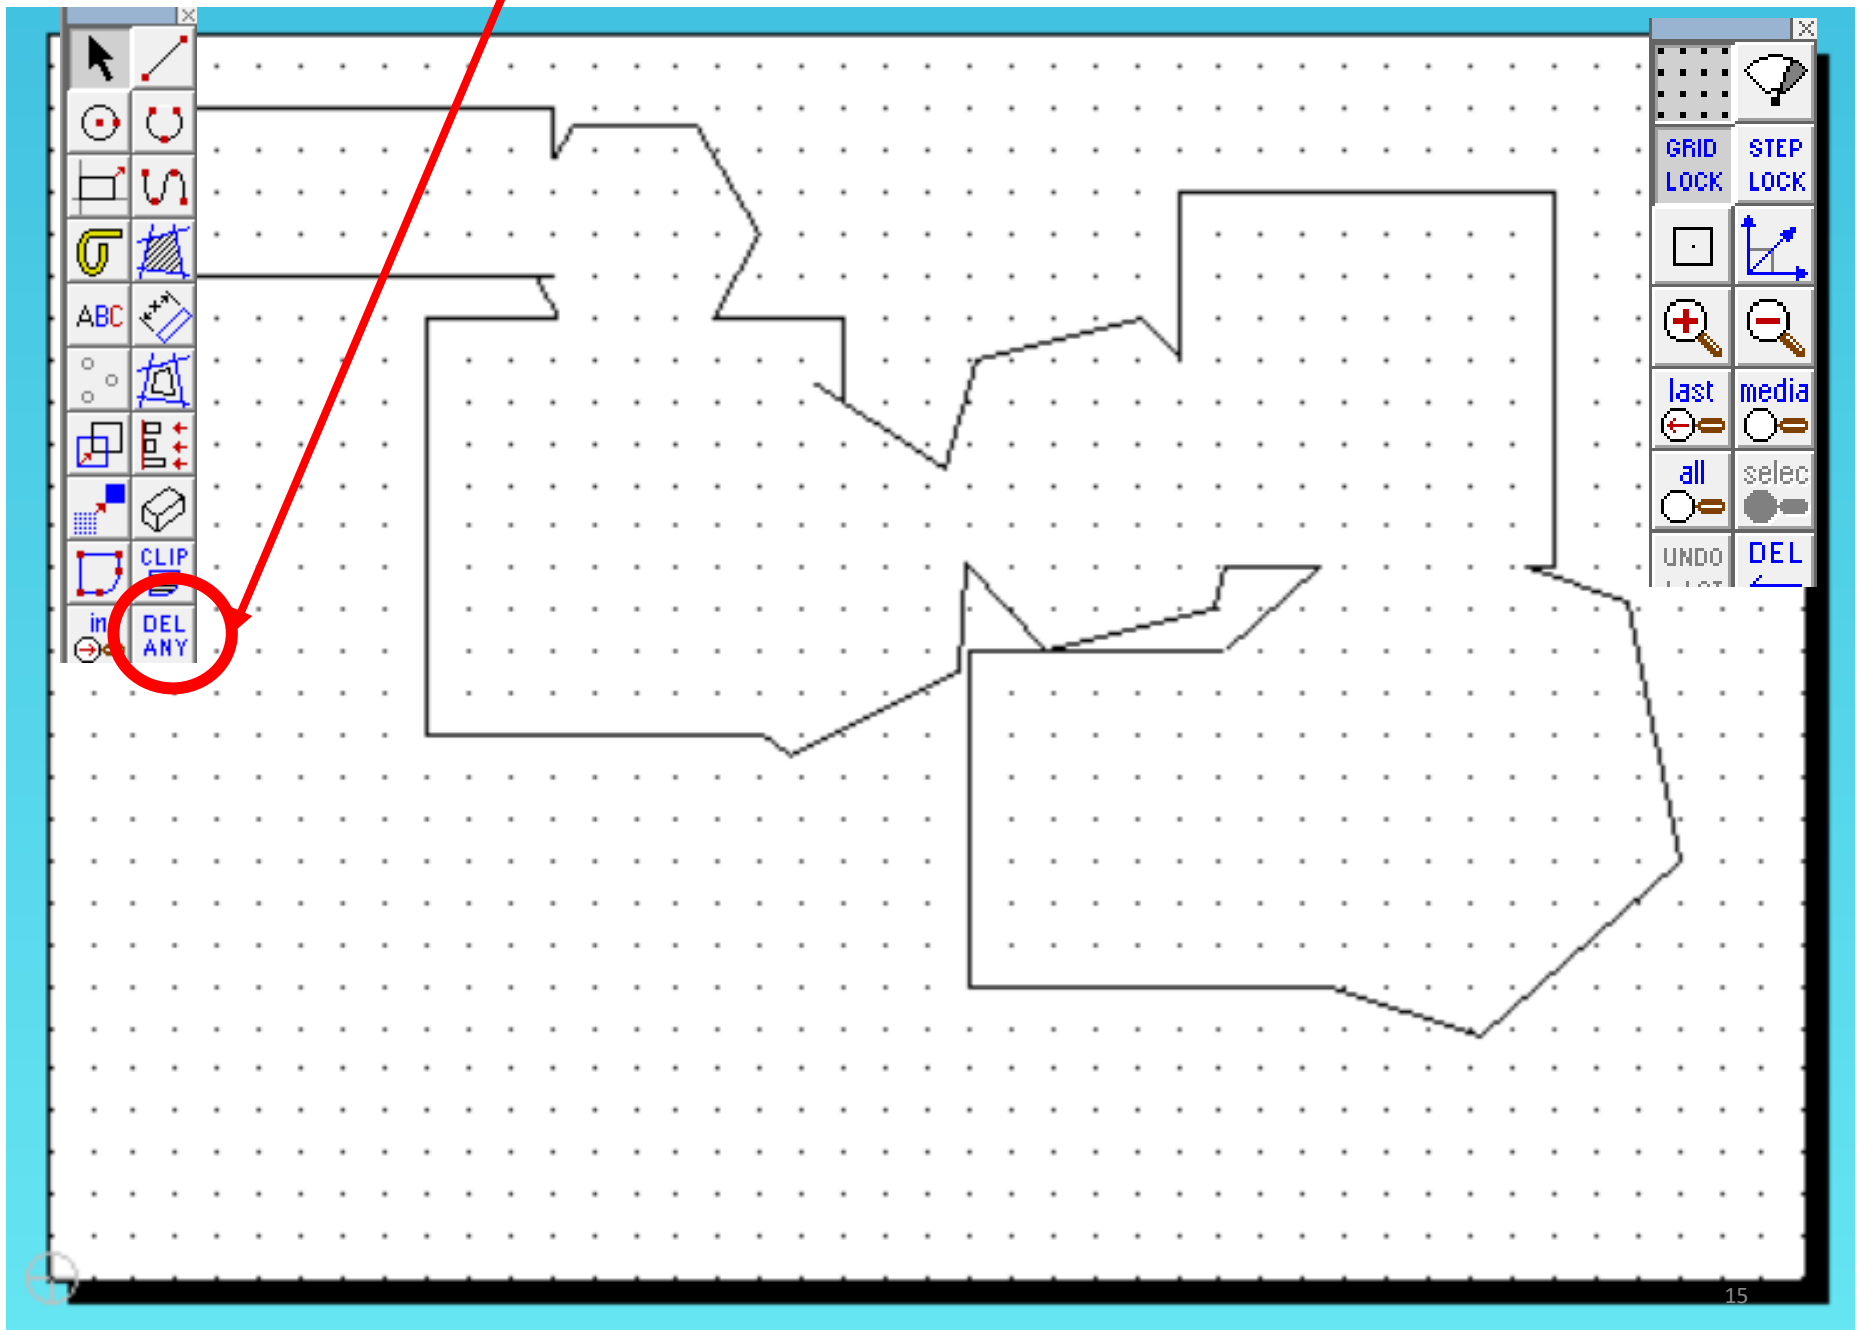 ABC
CLIP
in
DEL
ANY
GRID
LOCK
STEP
LOCK
last
media
all
selec
UNDO
DEL
15